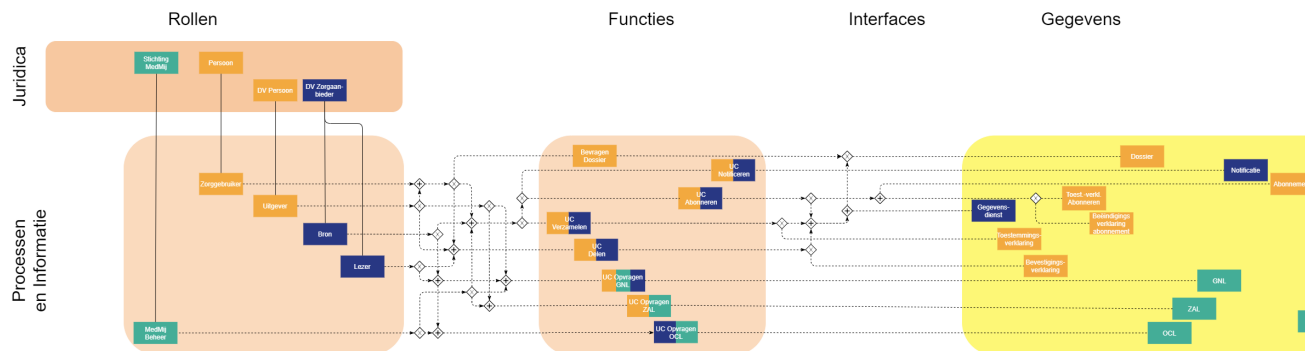 Rollen
Functies
Interfaces
Gegevens
Juridica
Stichting
MedMij
Persoon
DV Persoon
DV Zorgaan-
bieder
Processen
en Informatie
Zorggebruiker
Uitgever
Bron
Lezer
MedMij
Beheer
Bevragen
Dossier
UC
Notificeren
UC
Abonneren
UC
Verzamelen
UC
Delen
UC Opvragen
GNL
UC Opvragen
ZAL
UC Opvragen
OCL
Dossier
Notificatie
Abonneme
Toest.-verkl.
Abonneren
Gegevens-
dienst
Beëindigings
verklaring
abonnement
Toestemmings-
verklaring
Bevestigings-
verklaring
GNL
ZAL
OCL